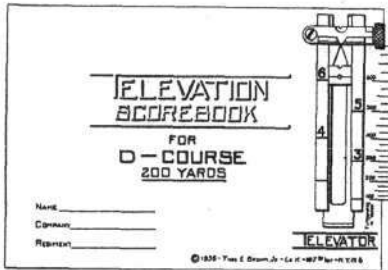 TELEVATION
SCOREBOOK
FOR
D-COURSE
200 YARDS
NAME
COMPANY
REGIMENT
6
5
4
3
TELEVATOR